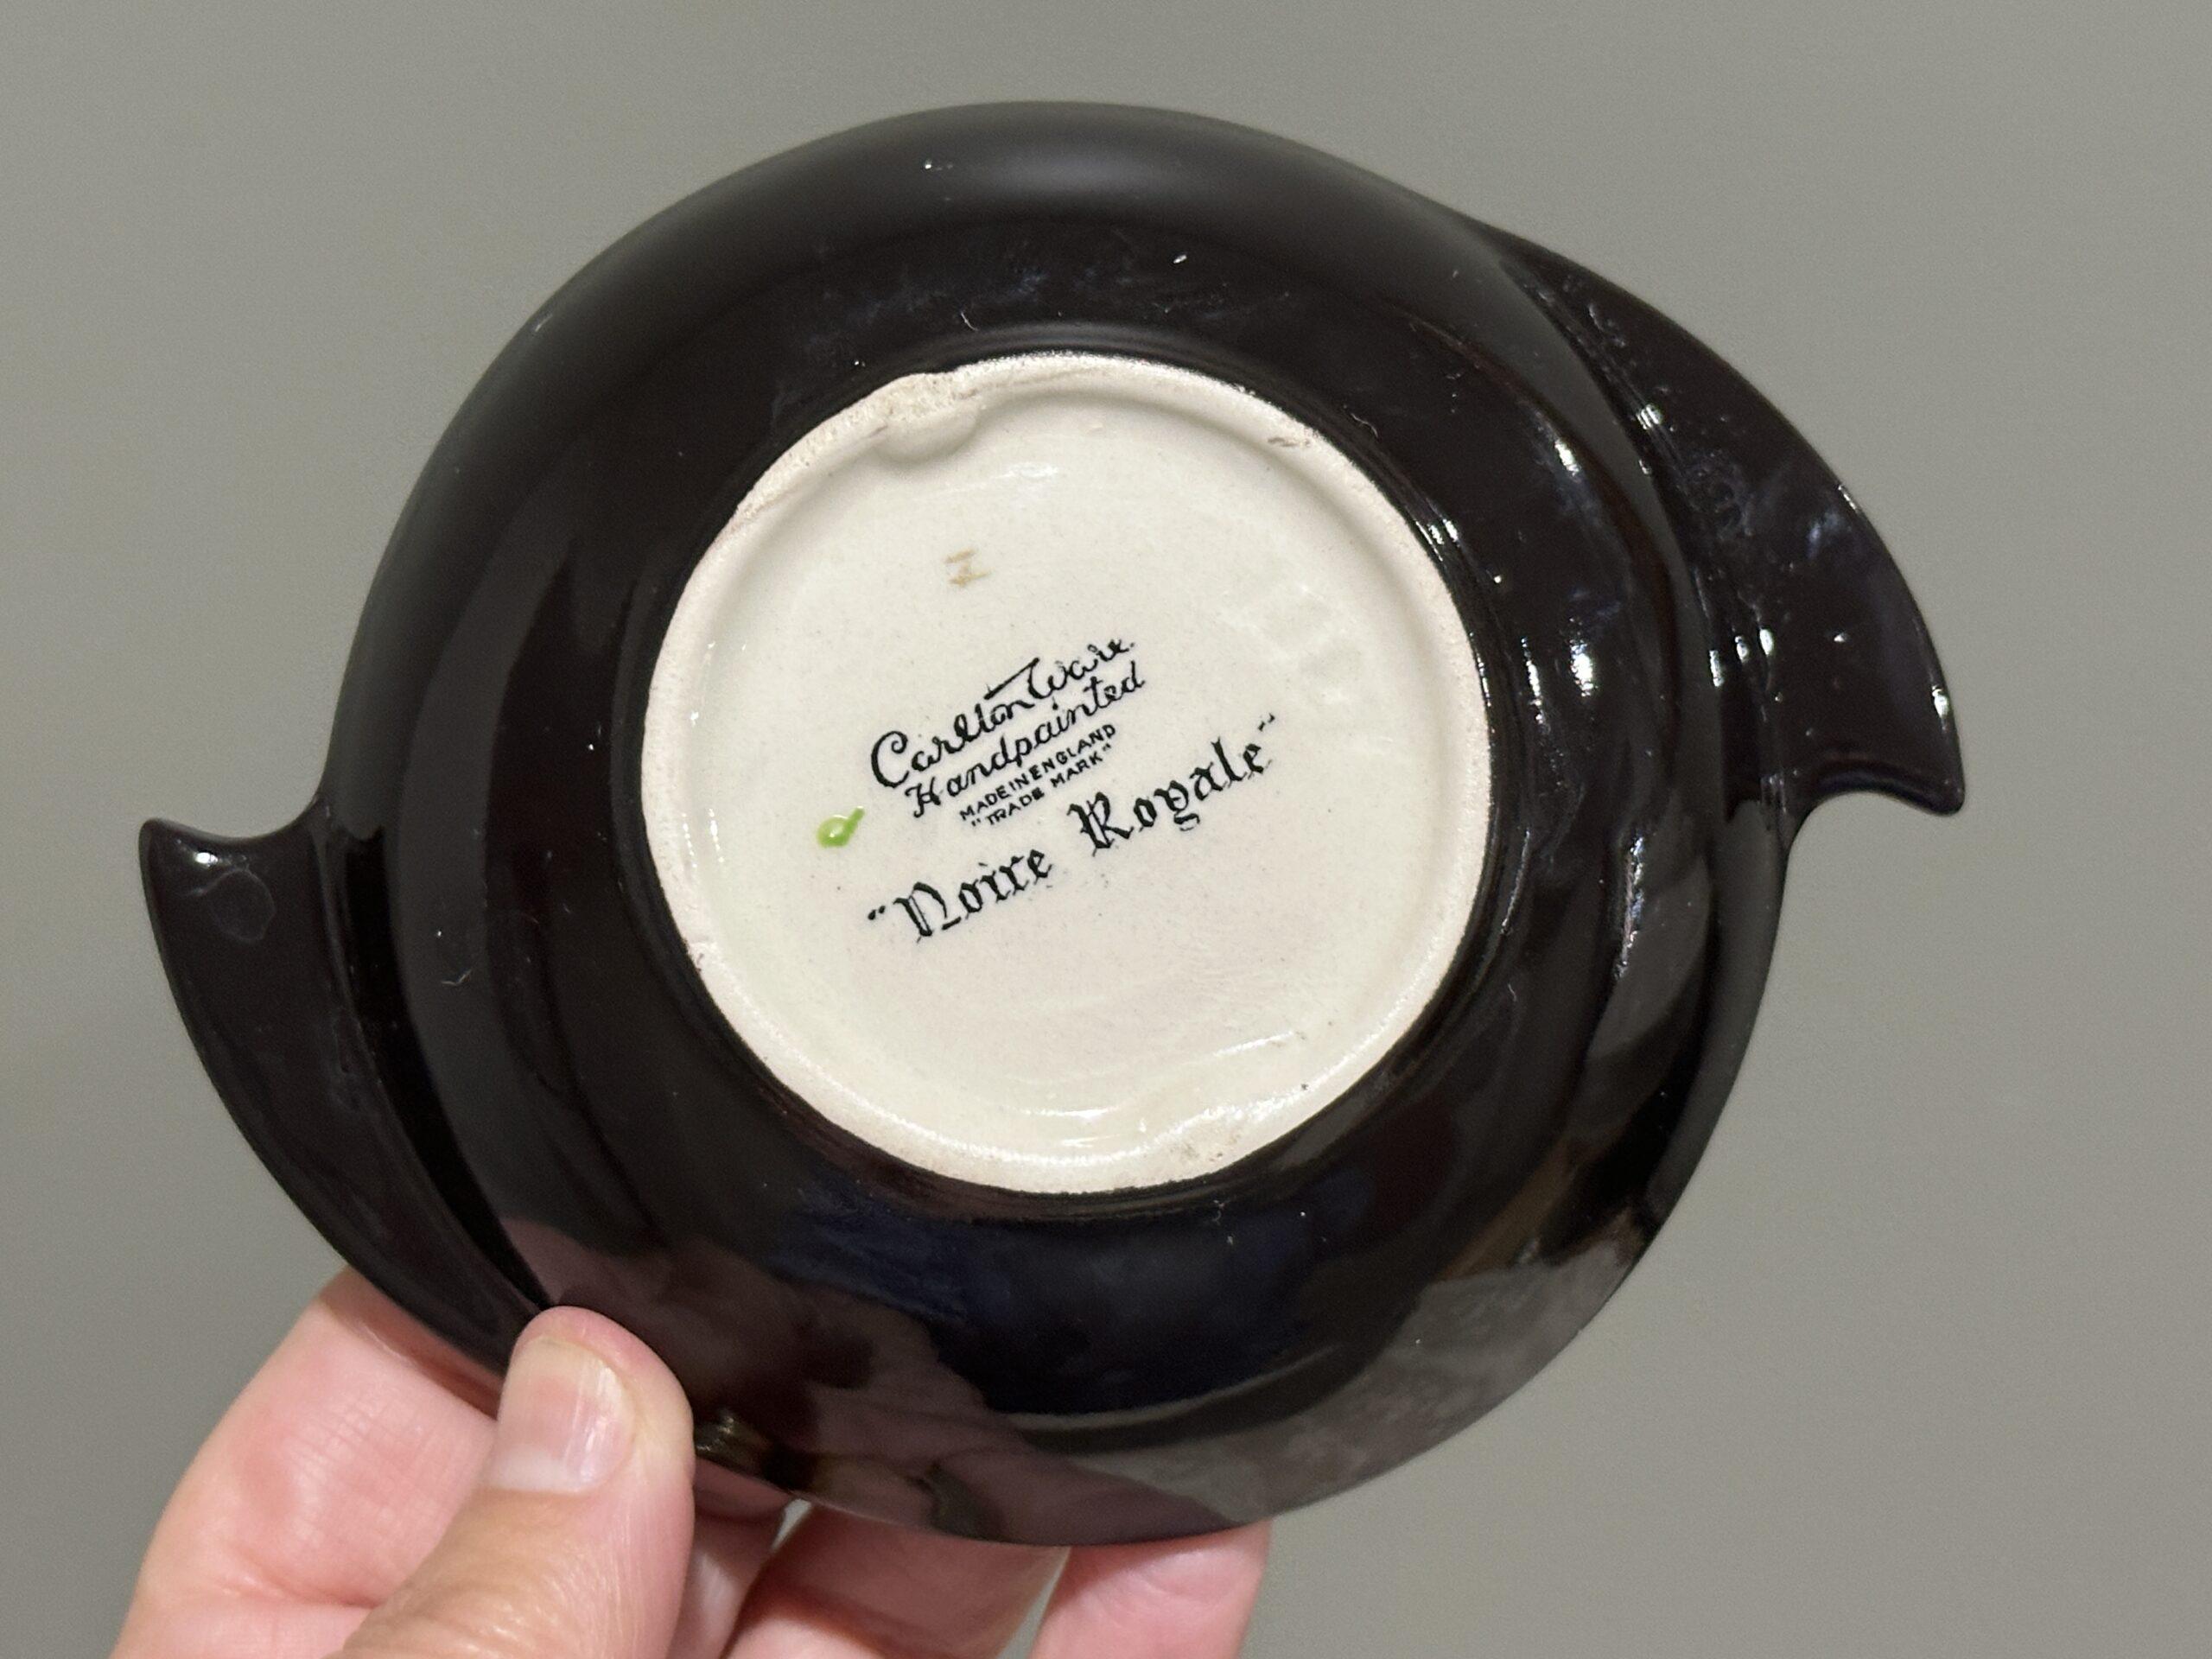 Carlton Ware
Handpainted
MADE IN ENGLAND
"TRADE MARK"
"Noire Royale"